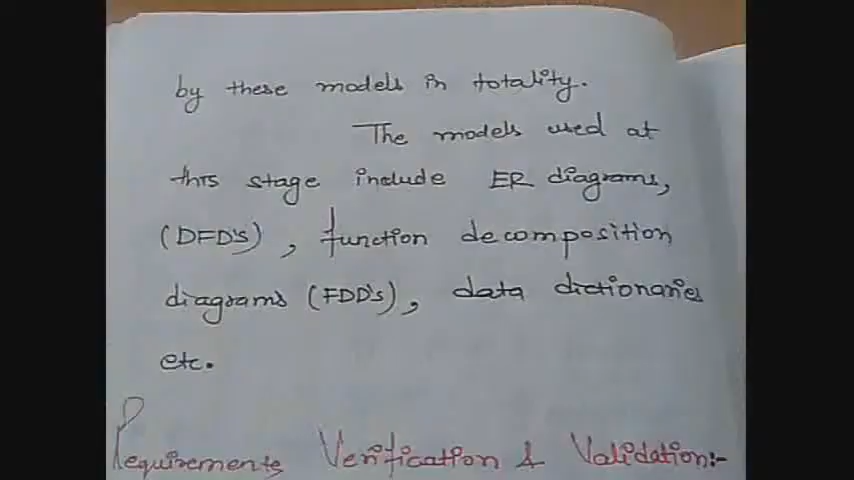 by these models in totality.
The models used at
this stage include ER diagrams,
(DFD's), function decomposition
diagrams (FDD's), data dictionaries
etc.
Requirements Verification & Validation:-